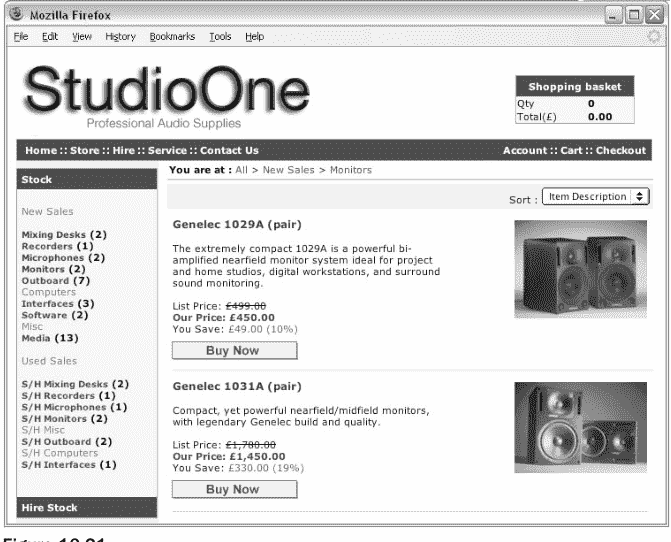 Mozilla Firefox
File Edit View History Bookmarks Tools Help
StudioOne
Professional Audio Supplies
Shopping basket
Qty 0
Total(£) 0.00
Home :: Store :: Hire :: Service :: Contact Us
Account :: Cart :: Checkout
Stock
New Sales
Mixing Desks (2)
Recorders (1)
Microphones (2)
Monitors (2)
Outboard (7)
Computers
Interfaces (3)
Software (2)
Misc
Media (13)
Used Sales
S/H Mixing Desks (2)
S/H Recorders (1)
S/H Microphones (1)
S/H Monitors (2)
S/H Misc
S/H Outboard (2)
S/H Computers
S/H Interfaces (1)
Hire Stock
You are at : All > New Sales > Monitors
Sort : Item Description
Genelec 1029A (pair)
The extremely compact 1029A is a powerful bi-
amplified nearfield monitor system ideal for project
and home studios, digital workstations, and surround
sound monitoring.
List Price: £499.00
Our Price: £450.00
You Save: £49.00 (10%)
Buy Now
Genelec 1031A (pair)
Compact, yet powerful nearfield/midfield monitors,
with legendary Genelec build and quality.
List Price: £1,780.00
Our Price: £1,450.00
You Save: £330.00 (19%)
Buy Now